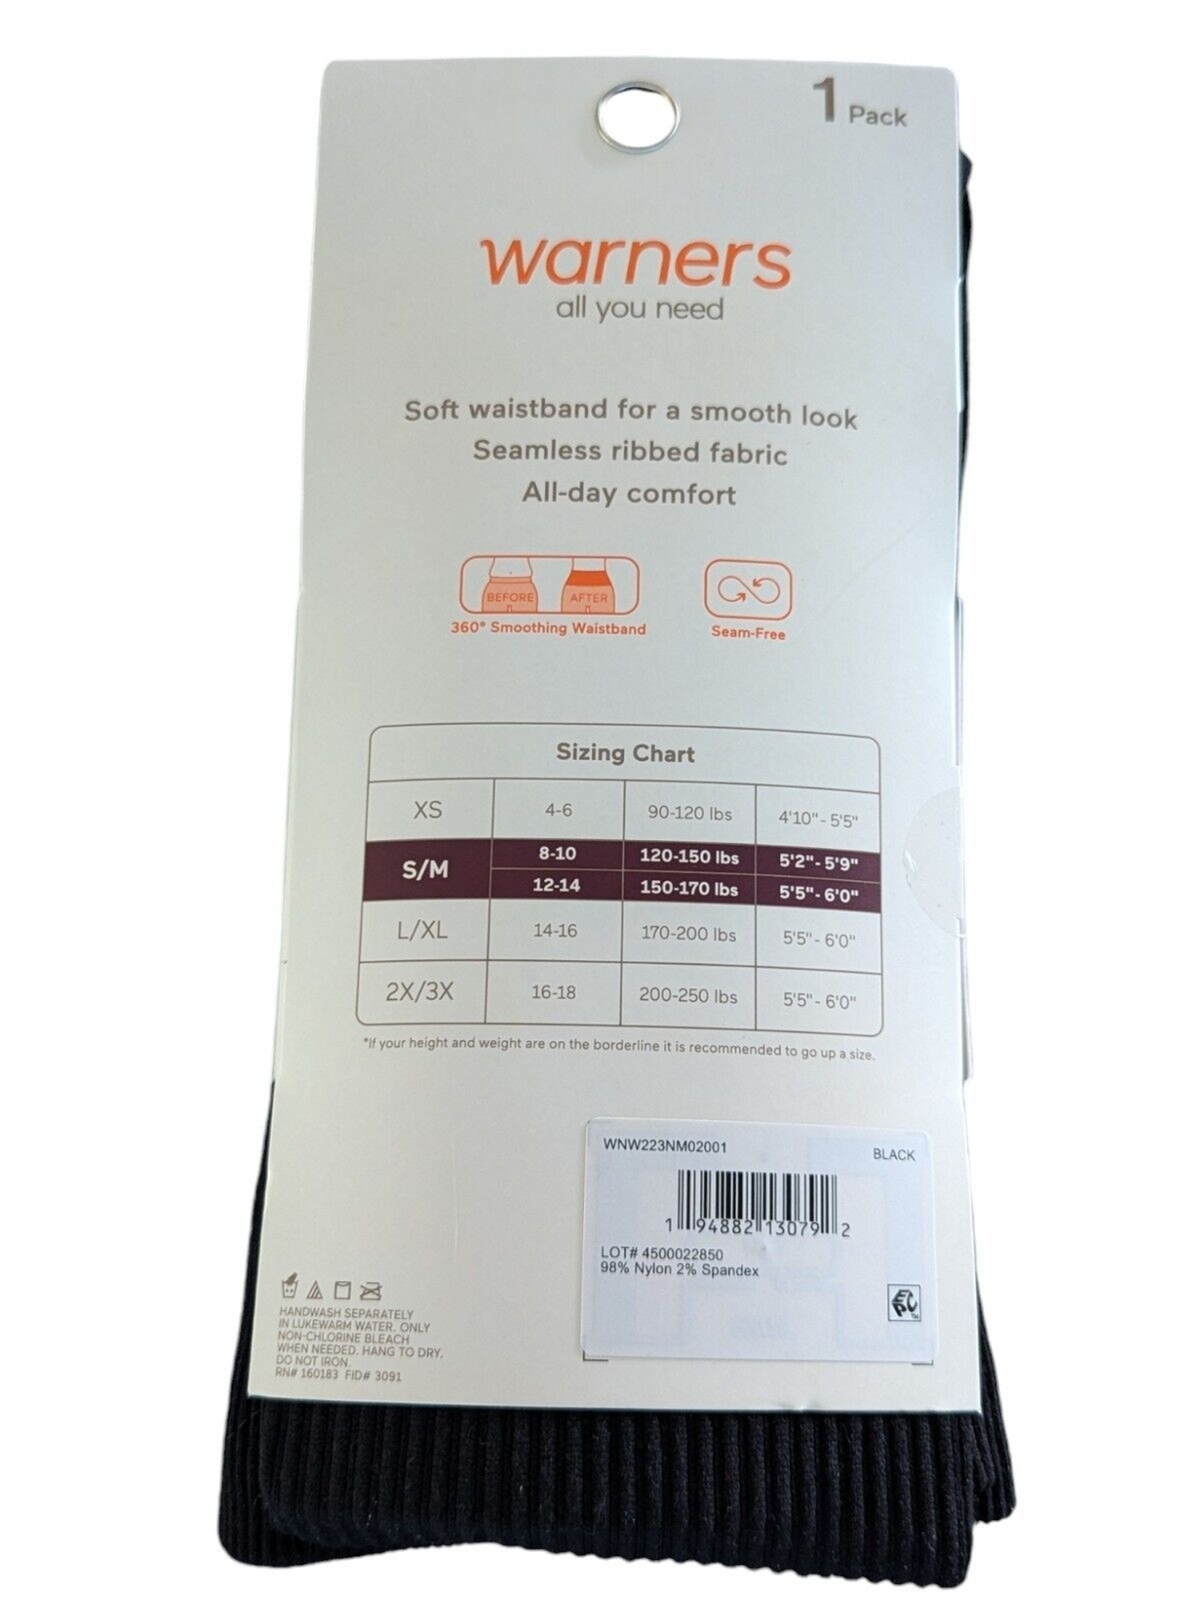 1 Pack
warners
all you need
Soft waistband for a smooth look
Seamless ribbed fabric
All-day comfort
BEFORE AFTER
360° Smoothing Waistband
Seam-Free
Sizing Chart
XS 4-6 90-120 lbs 4'10" - 5'5"
S/M 8-10 120-150 lbs 5'2" - 5'9"
12-14 150-170 lbs 5'5" - 6'0"
L/XL 14-16 170-200 lbs 5'5" - 6'0"
2X/3X 16-18 200-250 lbs 5'5" - 6'0"
*If your height and weight are on the borderline it is recommended to go up a size.
WNW223NM02001 BLACK
1 94882 13079 2
LOT# 4500022850
98% Nylon 2% Spandex
EPC TM
HANDWASH SEPARATELY
IN LUKEWARM WATER. ONLY
NON-CHLORINE BLEACH
WHEN NEEDED. HANG TO DRY.
DO NOT IRON.
RN# 160183 FID# 3091